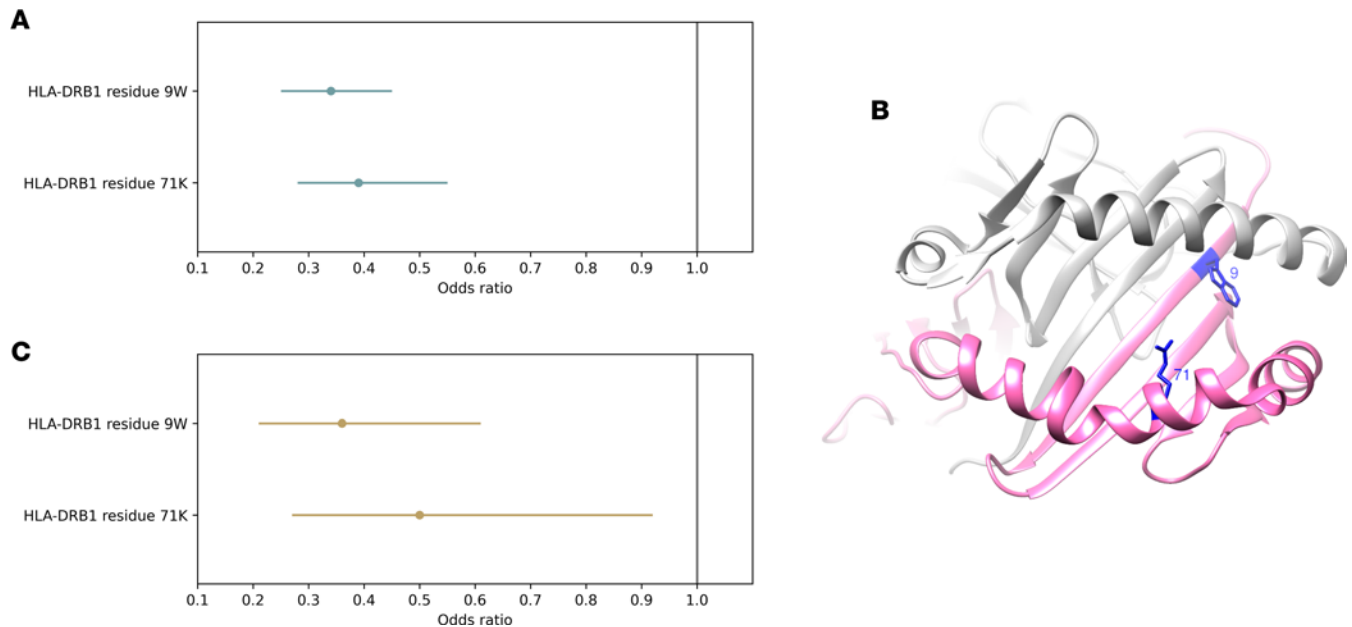 A
HLA-DRB1 residue 9W
HLA-DRB1 residue 71K
0.1 0.2 0.3 0.4 0.5 0.6 0.7 0.8 0.9 1.0
Odds ratio
B
9
71
C
HLA-DRB1 residue 9W
HLA-DRB1 residue 71K
0.1 0.2 0.3 0.4 0.5 0.6 0.7 0.8 0.9 1.0
Odds ratio